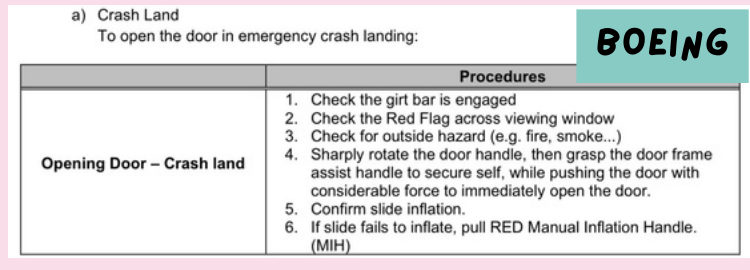 a) Crash Land
To open the door in emergency crash landing:
BOEING
Procedures
Opening Door – Crash land
1. Check the girt bar is engaged
2. Check the Red Flag across viewing window
3. Check for outside hazard (e.g. fire, smoke...)
4. Sharply rotate the door handle, then grasp the door frame
assist handle to secure self, while pushing the door with
considerable force to immediately open the door.
5. Confirm slide inflation.
6. If slide fails to inflate, pull RED Manual Inflation Handle.
(MIH)